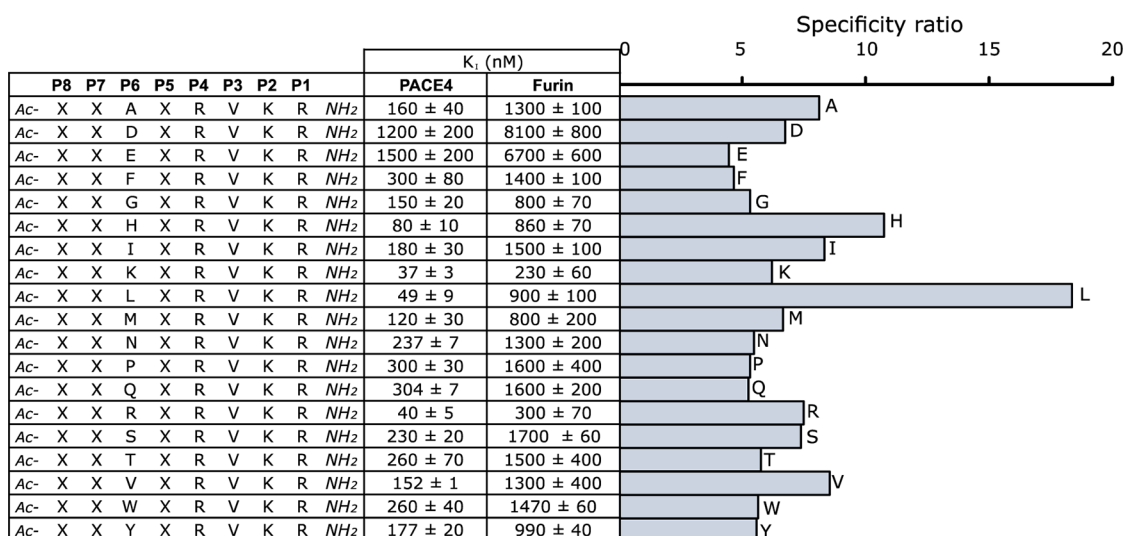 Specificity ratio
0 5 10 15 20
Kɪ (nM)
P8 P7 P6 P5 P4 P3 P2 P1 PACE4 Furin
Ac- X X A X R V K R NH₂ 160 ± 40 1300 ± 100 A
Ac- X X D X R V K R NH₂ 1200 ± 200 8100 ± 800 D
Ac- X X E X R V K R NH₂ 1500 ± 200 6700 ± 600 E
Ac- X X F X R V K R NH₂ 300 ± 80 1400 ± 100 F
Ac- X X G X R V K R NH₂ 150 ± 20 800 ± 70 G
Ac- X X H X R V K R NH₂ 80 ± 10 860 ± 70 H
Ac- X X I X R V K R NH₂ 180 ± 30 1500 ± 100 I
Ac- X X K X R V K R NH₂ 37 ± 3 230 ± 60 K
Ac- X X L X R V K R NH₂ 49 ± 9 900 ± 100 L
Ac- X X M X R V K R NH₂ 120 ± 30 800 ± 200 M
Ac- X X N X R V K R NH₂ 237 ± 7 1300 ± 200 N
Ac- X X P X R V K R NH₂ 300 ± 30 1600 ± 400 P
Ac- X X Q X R V K R NH₂ 304 ± 7 1600 ± 200 Q
Ac- X X R X R V K R NH₂ 40 ± 5 300 ± 70 R
Ac- X X S X R V K R NH₂ 230 ± 20 1700 ± 60 S
Ac- X X T X R V K R NH₂ 260 ± 70 1500 ± 400 T
Ac- X X V X R V K R NH₂ 152 ± 1 1300 ± 400 V
Ac- X X W X R V K R NH₂ 260 ± 40 1470 ± 60 W
Ac- X X Y X R V K R NH₂ 177 ± 20 990 ± 40 Y